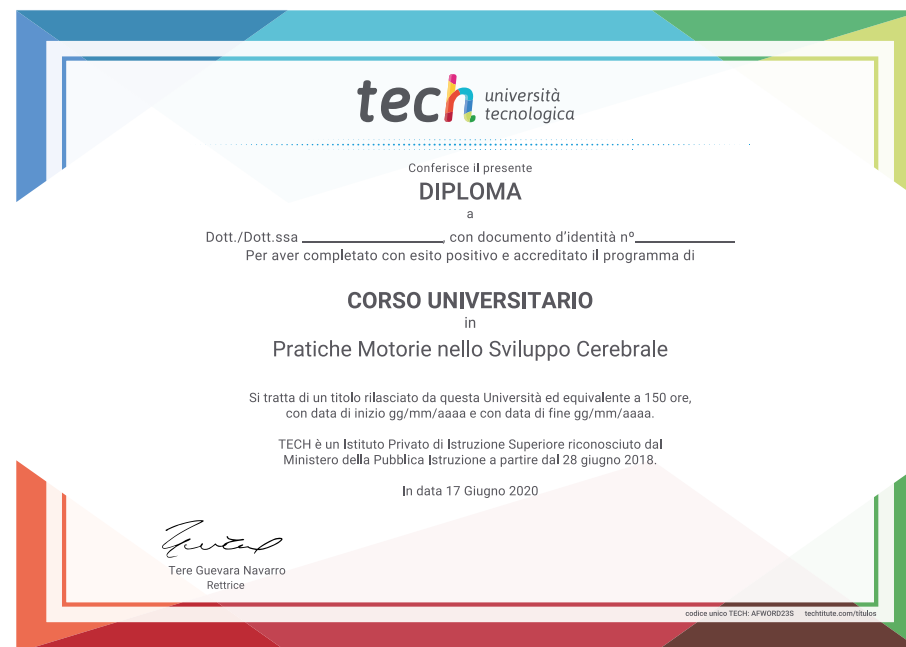 tech università
tecnologica
Conferisce il presente
DIPLOMA
a
Dott./Dott.ssa ____________________, con documento d'identità nº______________
Per aver completato con esito positivo e accreditato il programma di
CORSO UNIVERSITARIO
in
Pratiche Motorie nello Sviluppo Cerebrale
Si tratta di un titolo rilasciato da questa Università ed equivalente a 150 ore,
con data di inizio gg/mm/aaaa e con data di fine gg/mm/aaaa.
TECH è un Istituto Privato di Istruzione Superiore riconosciuto dal
Ministero della Pubblica Istruzione a partire dal 28 giugno 2018.
In data 17 Giugno 2020
Tere Guevara Navarro
Rettrice
codice unico TECH: AFWORD23S techtitute.com/titulos